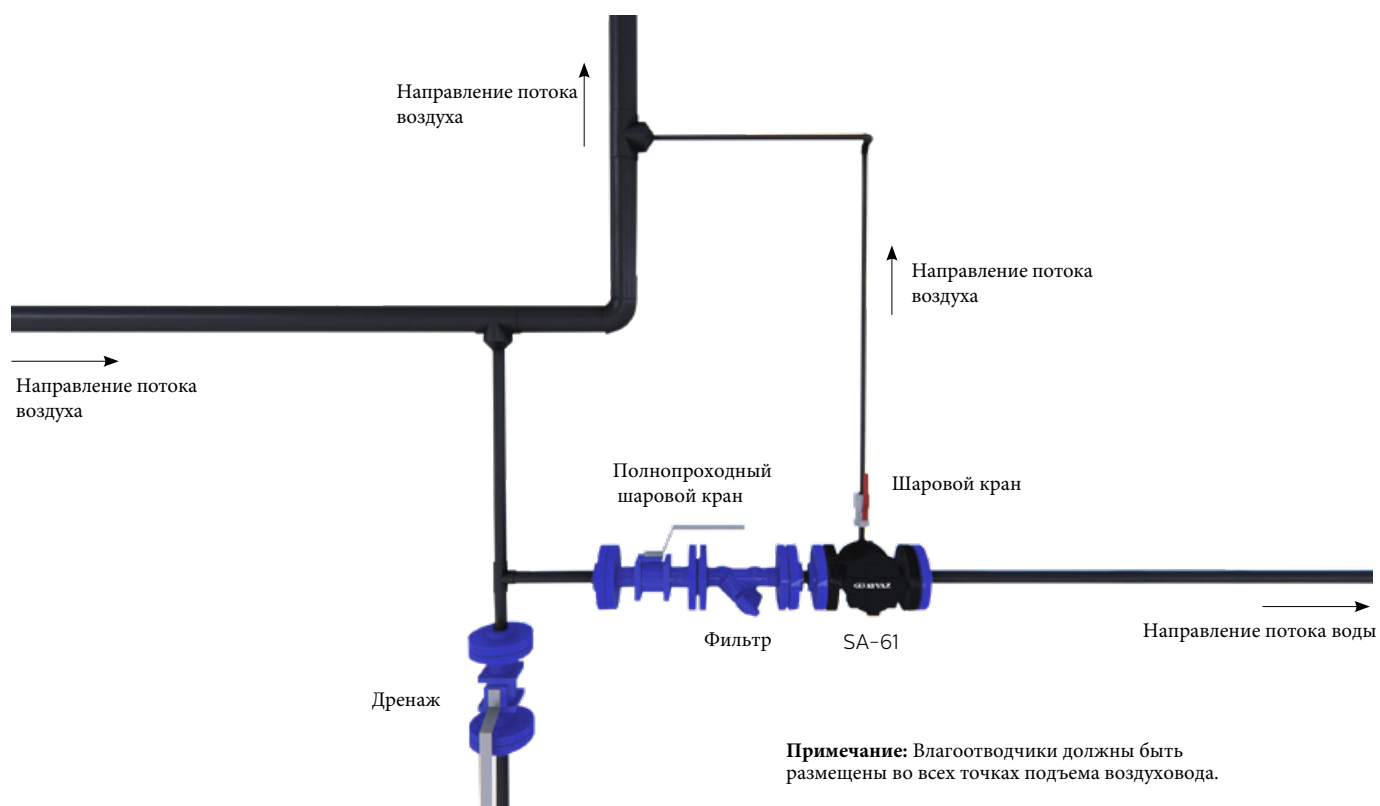 Направление потока
воздуха
Направление потока
воздуха
Направление потока
воздуха
Полнопроходный
шаровой кран
Шаровой кран
AYVAZ
Фильтр
SA-61
Направление потока воды
Дренаж
Примечание: Влагоотводчики должны быть
размещены во всех точках подъема воздуховода.